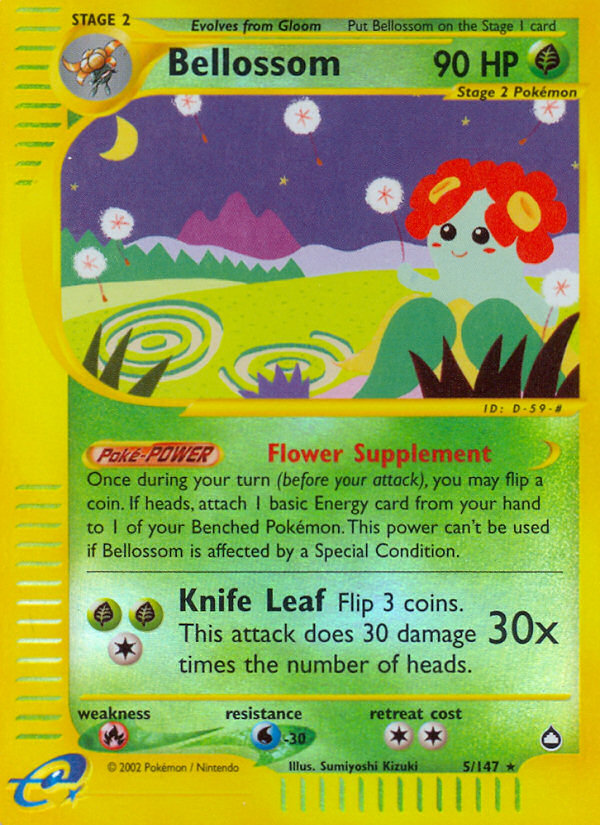 STAGE 2
Evolves from Gloom Put Bellossom on the Stage 1 card
Bellossom 90 HP
Stage 2 Pokémon
ID: D-59-#
Poké-POWER Flower Supplement
Once during your turn (before your attack), you may flip a
coin. If heads, attach 1 basic Energy card from your hand
to 1 of your Benched Pokémon. This power can't be used
if Bellossom is affected by a Special Condition.
Knife Leaf Flip 3 coins.
This attack does 30 damage 30x
times the number of heads.
weakness resistance retreat cost
-30
© 2002 Pokémon / Nintendo Illus. Sumiyoshi Kizuki 5/147 ★
e